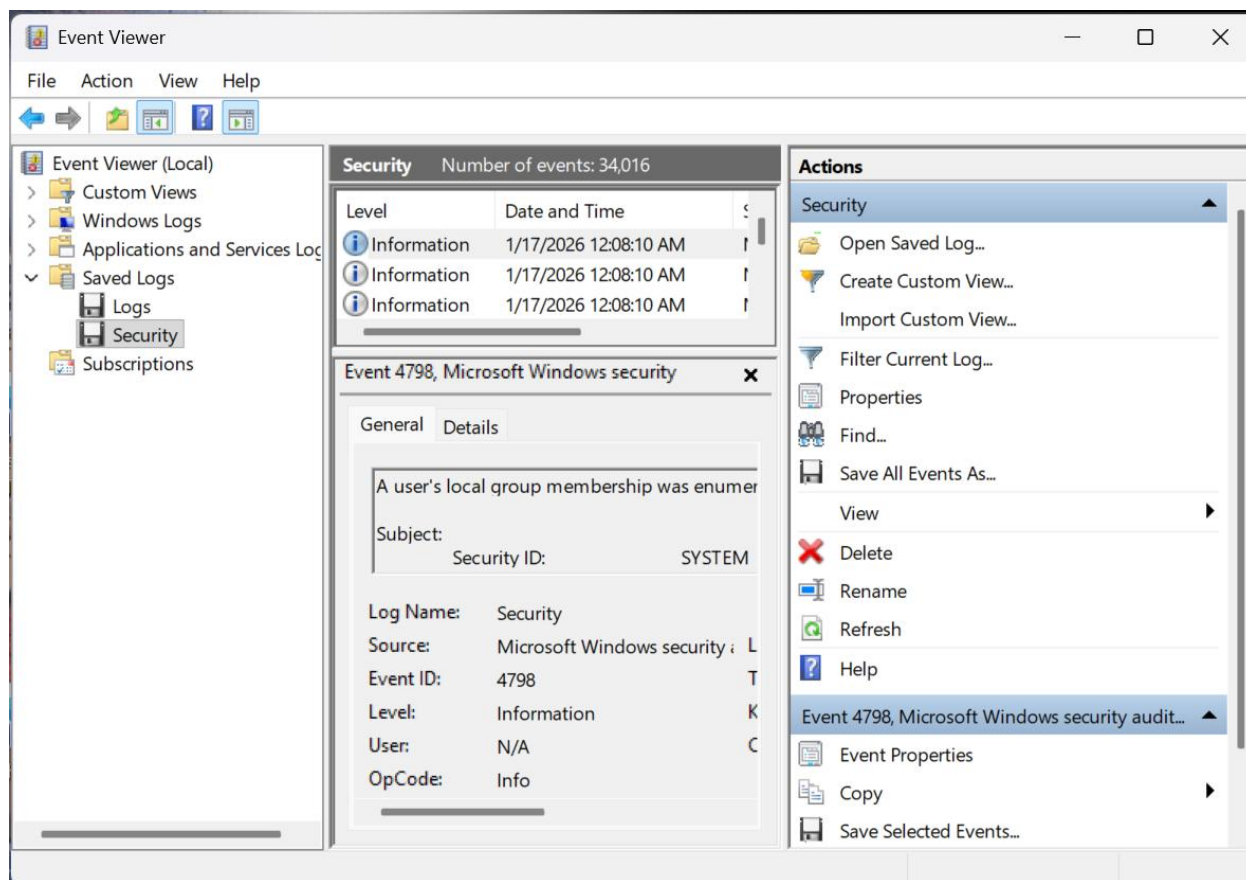 Event Viewer
File Action View Help
Event Viewer (Local)
Custom Views
Windows Logs
Applications and Services Log
Saved Logs
Logs
Security
Subscriptions
Security Number of events: 34,016
Level Date and Time
Information 1/17/2026 12:08:10 AM
Information 1/17/2026 12:08:10 AM
Information 1/17/2026 12:08:10 AM
Event 4798, Microsoft Windows security
General Details
A user's local group membership was enumer
Subject:
Security ID: SYSTEM
Log Name: Security
Source: Microsoft Windows security L
Event ID: 4798 T
Level: Information K
User: N/A
OpCode: Info
Actions
Security
Open Saved Log...
Create Custom View...
Import Custom View...
Filter Current Log...
Properties
Find...
Save All Events As...
View
Delete
Rename
Refresh
Help
Event 4798, Microsoft Windows security audit...
Event Properties
Copy
Save Selected Events...